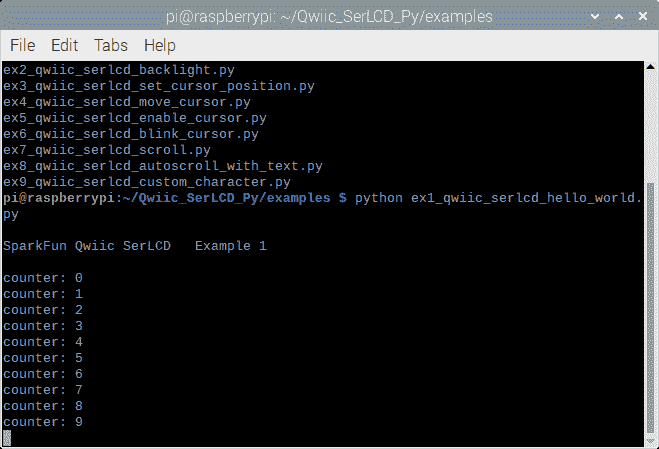 pi@raspberrypi: ~/Qwiic_SerLCD_Py/examples
File Edit Tabs Help
ex2_qwiic_serlcd_backlight.py
ex3_qwiic_serlcd_set_cursor_position.py
ex4_qwiic_serlcd_move_cursor.py
ex5_qwiic_serlcd_enable_cursor.py
ex6_qwiic_serlcd_blink_cursor.py
ex7_qwiic_serlcd_scroll.py
ex8_qwiic_serlcd_autoscroll_with_text.py
ex9_qwiic_serlcd_custom_character.py
pi@raspberrypi:~/Qwiic_SerLCD_Py/examples $ python ex1_qwiic_serlcd_hello_world.
py
SparkFun Qwiic SerLCD   Example 1
counter: 0
counter: 1
counter: 2
counter: 3
counter: 4
counter: 5
counter: 6
counter: 7
counter: 8
counter: 9